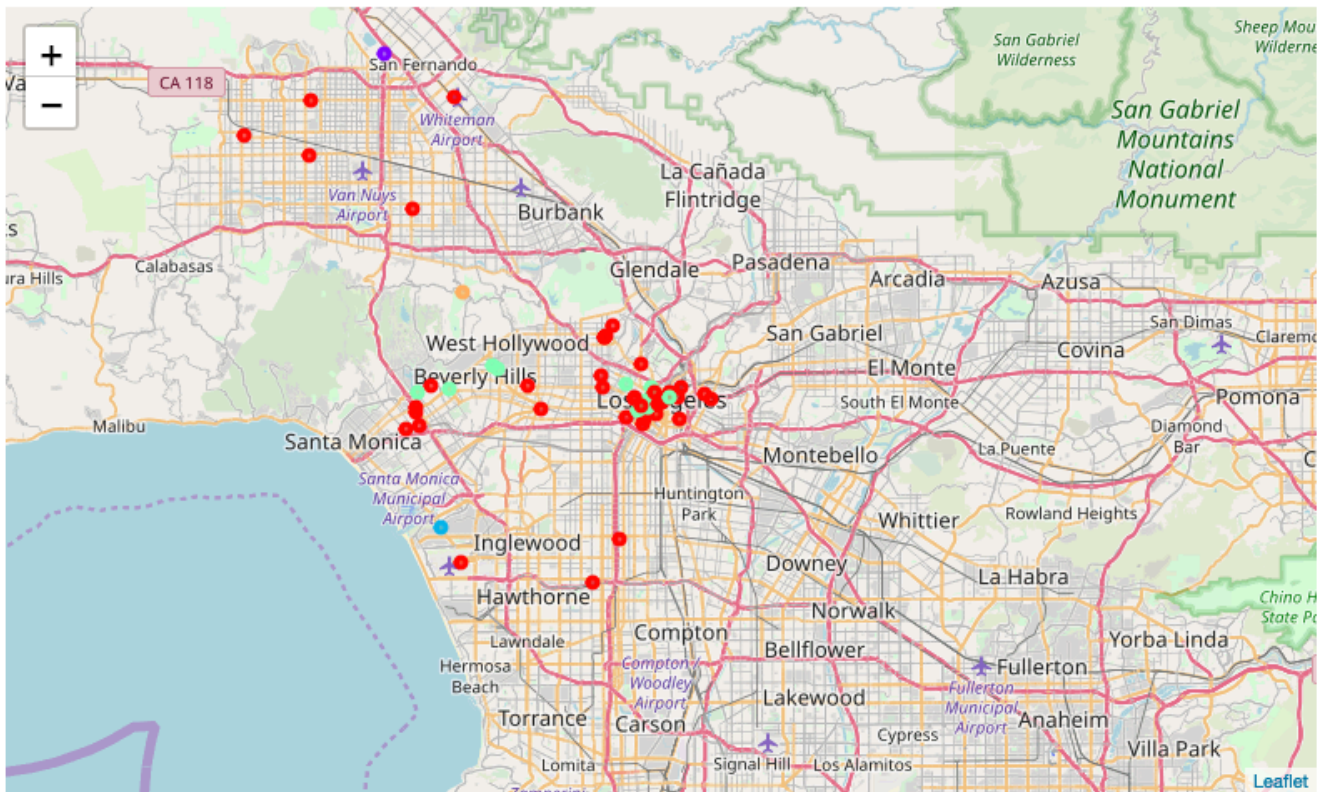 +
−
Va
CA 118
San Fernando
Whiteman
Airport
Van Nuys
Airport
Burbank
La Cañada
Flintridge
San Gabriel
Wilderness
Sheep Mou
Wilderne
San Gabriel
Mountains
National
Monument
s
ura Hills
Calabasas
Glendale
Pasadena
Arcadia
Azusa
West Hollywood
Beverly Hills
San Gabriel
San Dimas
Claremo
Covina
El Monte
South El Monte
Pomona
Los Angeles
Malibu
Santa Monica
Diamond
Bar
Montebello
La Puente
C
Santa Monica
Municipal
Airport
Huntington
Park
Whittier
Rowland Heights
Inglewood
Downey
La Habra
Hawthorne
Norwalk
Chino H
State Pa
Lawndale
Compton
Bellflower
Yorba Linda
Hermosa
Beach
Compton /
Woodley
Airport
Fullerton
Fullerton
Municipal
Airport
Lakewood
Torrance
Carson
Anaheim
Cypress
Villa Park
Lomita
Signal Hill
Los Alamitos
Leaflet